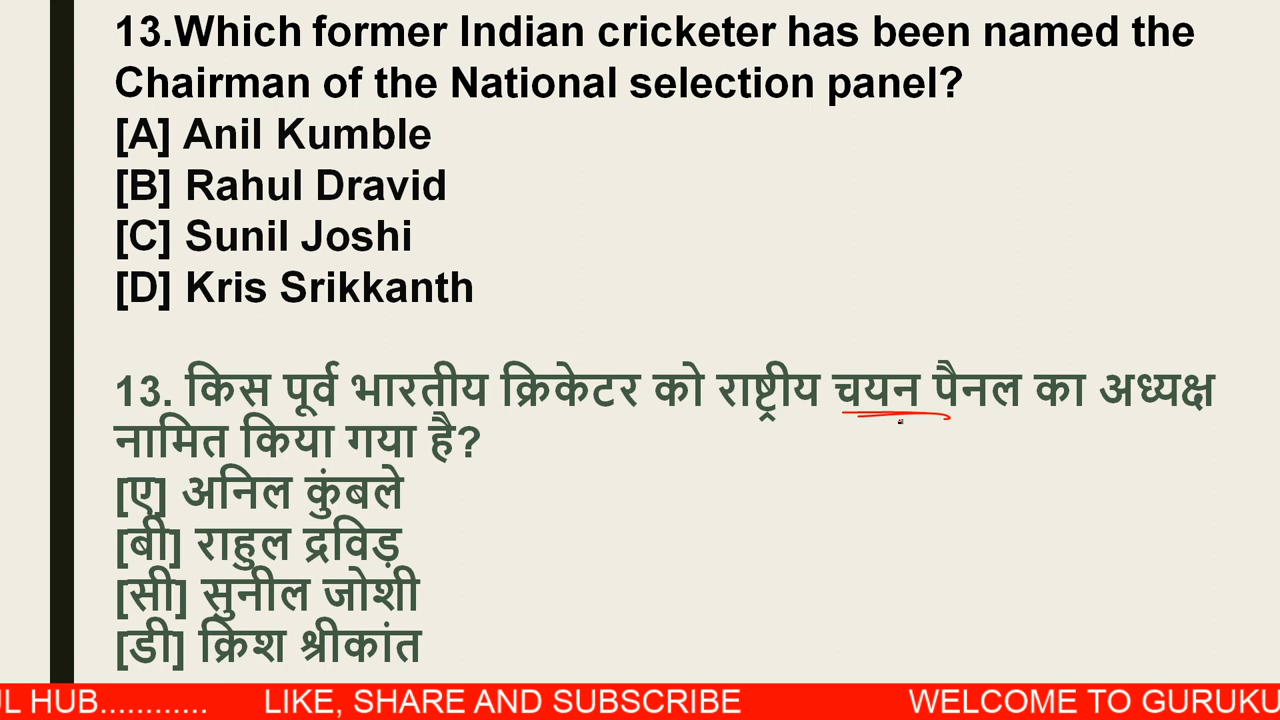 13.Which former Indian cricketer has been named the
Chairman of the National selection panel?
[A] Anil Kumble
[B] Rahul Dravid
[C] Sunil Joshi
[D] Kris Srikkanth
13. किस पूर्व भारतीय क्रिकेटर को राष्ट्रीय चयन पैनल का अध्यक्ष
नामित किया गया है?
[ए] अनिल कुंबले
[बी] राहुल द्रविड़
[सी] सुनील जोशी
[डी] क्रिश श्रीकांत
UL HUB............ LIKE, SHARE AND SUBSCRIBE WELCOME TO GURUKU